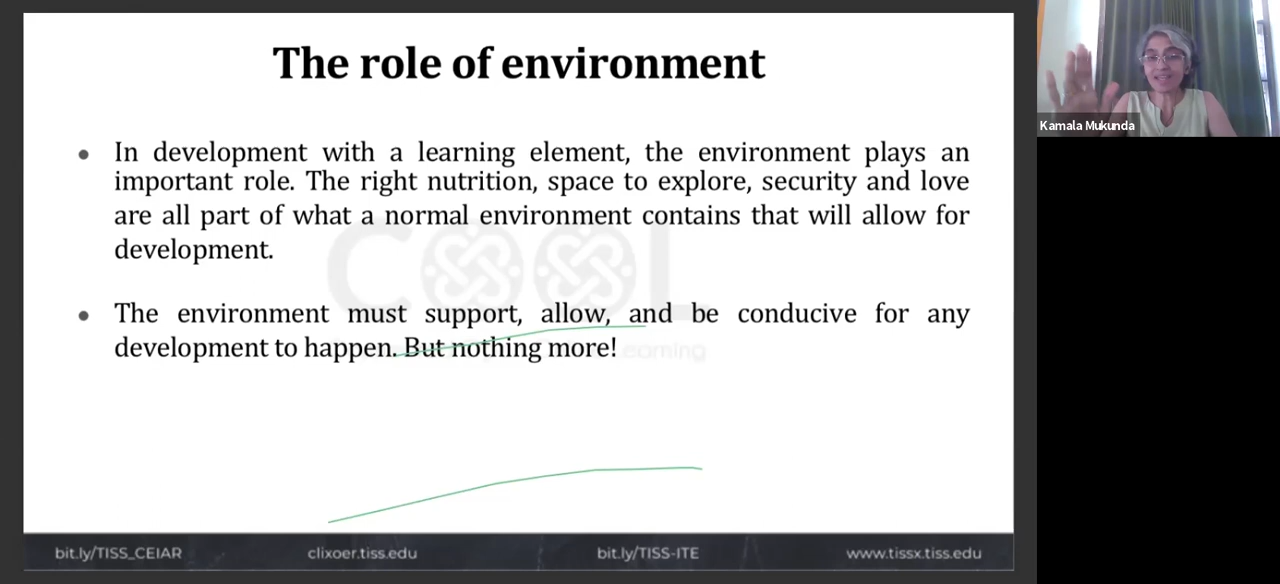 The role of environment
In development with a learning element, the environment plays an
important role. The right nutrition, space to explore, security and love
are all part of what a normal environment contains that will allow for
development.
COOL
The environment must support, allow, and be conducive for any
development to happen. But nothing more!
earning
bit.ly/TISS_CEIAR
clixoer.tiss.edu
bit.ly/TISS-ITE
www.tissx.tiss.edu
Kamala Mukunda